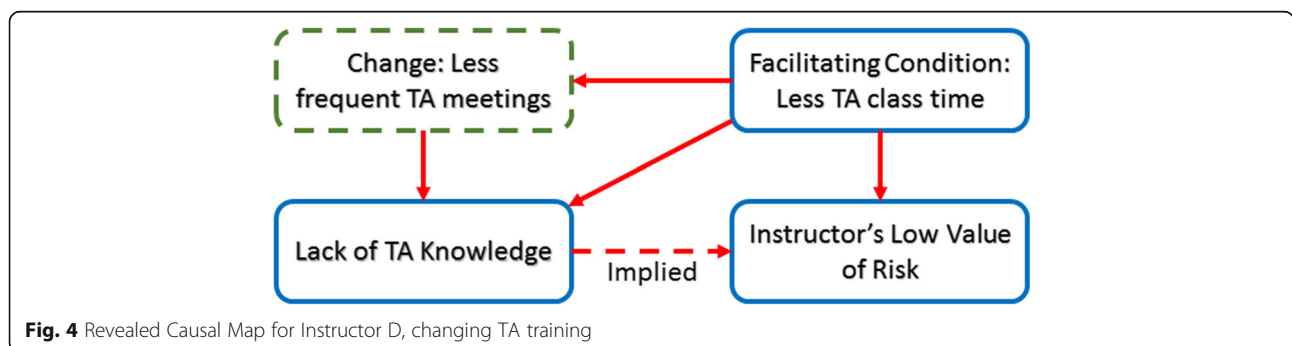 Change: Less
frequent TA meetings
Facilitating Condition:
Less TA class time
Lack of TA Knowledge
Implied
Instructor’s Low Value
of Risk
Fig. 4 Revealed Causal Map for Instructor D, changing TA training